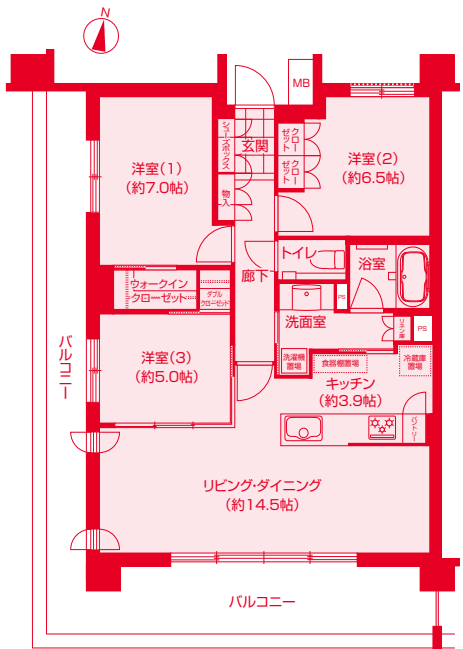 N
MB
シューズボックス
玄関
クロー
ゼット
クロー
ゼット
洋室(1)
(約7.0帖)
洋室(2)
(約6.5帖)
物入
トイレ
浴室
廊下
ウォークイン
クローゼット
ダブル
クローゼット
PS
洗面室
リネン庫
PS
バルコニー
洋室(3)
(約5.0帖)
洗濯機
置場
食器棚置場
冷蔵庫
置場
キッチン
(約3.9帖)
パントリー
リビング・ダイニング
(約14.5帖)
バルコニー